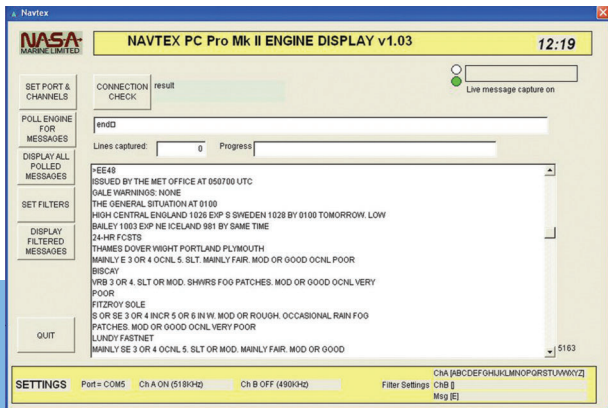 Navtex
NASA
MARINE LIMITED
NAVTEX PC Pro Mk II ENGINE DISPLAY v1.03
12:19
SET PORT &
CHANNELS
CONNECTION
CHECK
result
Live message capture on
POLL ENGINE
FOR
MESSAGES
end□
Lines captured: 0 Progress
DISPLAY ALL
POLLED
MESSAGES
SET FILTERS
DISPLAY
FILTERED
MESSAGES
QUIT
>EE48
ISSUED BY THE MET OFFICE AT 050700 UTC
GALE WARNINGS: NONE
THE GENERAL SITUATION AT 0100
HIGH CENTRAL ENGLAND 1026 EXP S SWEDEN 1028 BY 0100 TOMORROW. LOW
BAILEY 1003 EXP NE ICELAND 981 BY SAME TIME
24-HR FCSTS
THAMES DOVER WIGHT PORTLAND PLYMOUTH
MAINLY E 3 OR 4 OCNL 5. SLT. MAINLY FAIR. MOD OR GOOD OCNL POOR
BISCAY
VRB 3 OR 4. SLT OR MOD. SHWRS FOG PATCHES. MOD OR GOOD OCNL VERY
POOR
FITZROY SOLE
S OR SE 3 OR 4 INCR 5 OR 6 IN W. MOD OR ROUGH. OCCASIONAL RAIN FOG
PATCHES. MOD OR GOOD OCNL VERY POOR
LUNDY FASTNET
MAINLY SE 3 OR 4 OCNL 5. SLT OR MOD. MAINLY FAIR. MOD OR GOOD
5163
SETTINGS Port = COM5 Ch A ON (518KHz) Ch B OFF (490KHz) Filter Settings
ChA [ABCDEFGHIJKLMNOPQRSTUVWXYZ]
ChB []
Msg [E]